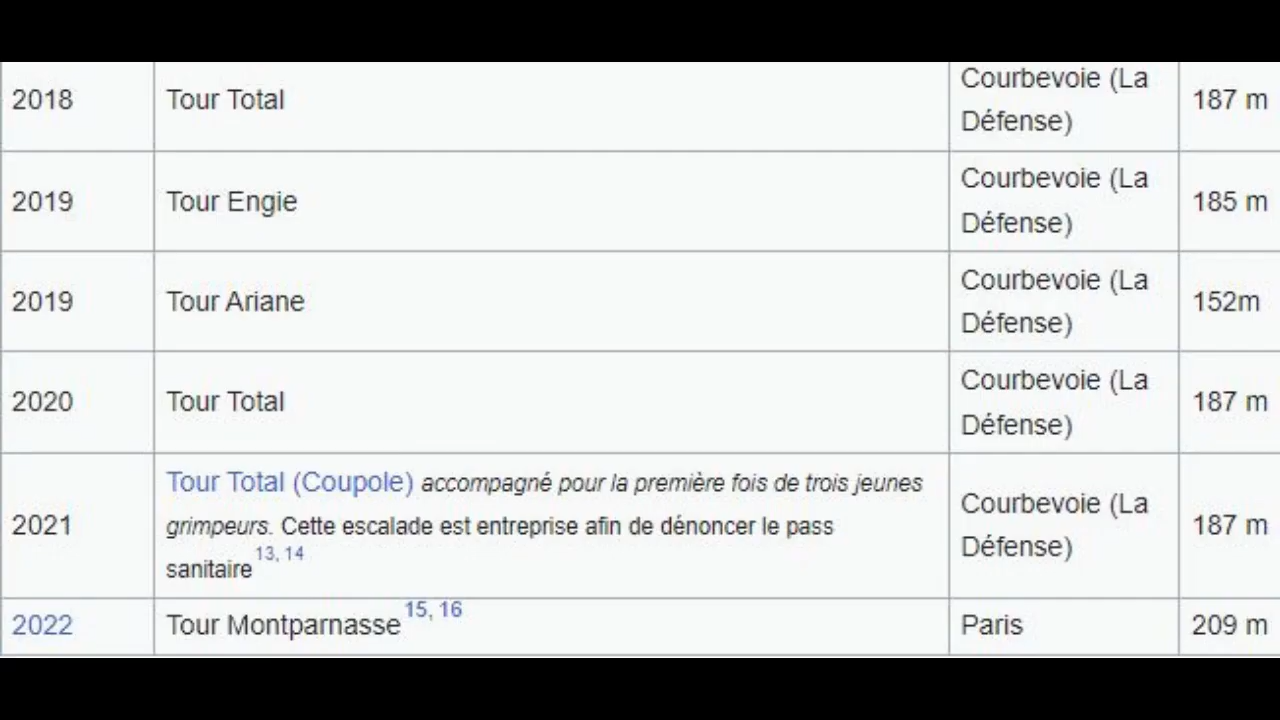 2018 Tour Total Courbevoie (La Défense) 187 m
2019 Tour Engie Courbevoie (La Défense) 185 m
2019 Tour Ariane Courbevoie (La Défense) 152m
2020 Tour Total Courbevoie (La Défense) 187 m
2021 Tour Total (Coupole) accompagné pour la première fois de trois jeunes
grimpeurs. Cette escalade est entreprise afin de dénoncer le pass
sanitaire 13, 14 Courbevoie (La Défense) 187 m
2022 Tour Montparnasse 15, 16 Paris 209 m